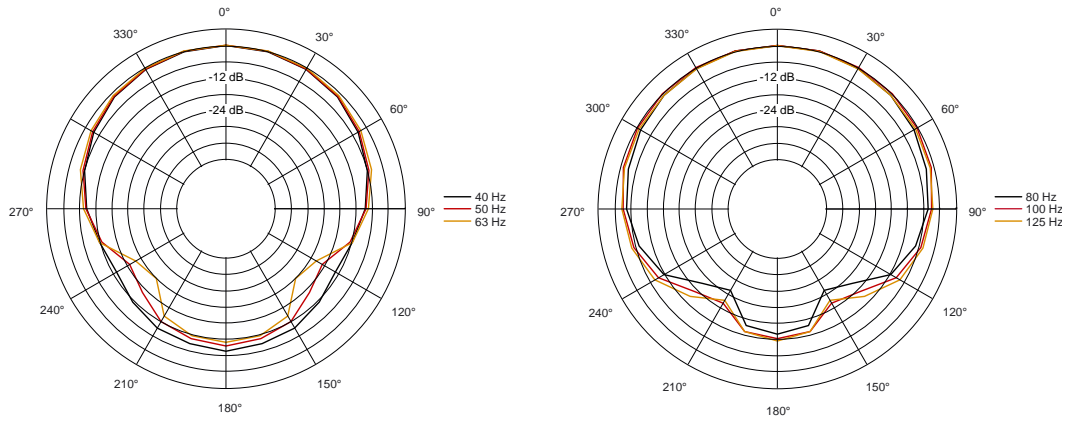 0°
330° 30°
-12 dB
60°
-24 dB
40 Hz
50 Hz
63 Hz
270° 90°
240° 120°
210° 150°
180°
0°
330° 30°
-12 dB
300° 60°
-24 dB
80 Hz
100 Hz
125 Hz
270° 90°
240° 120°
210° 150°
180°